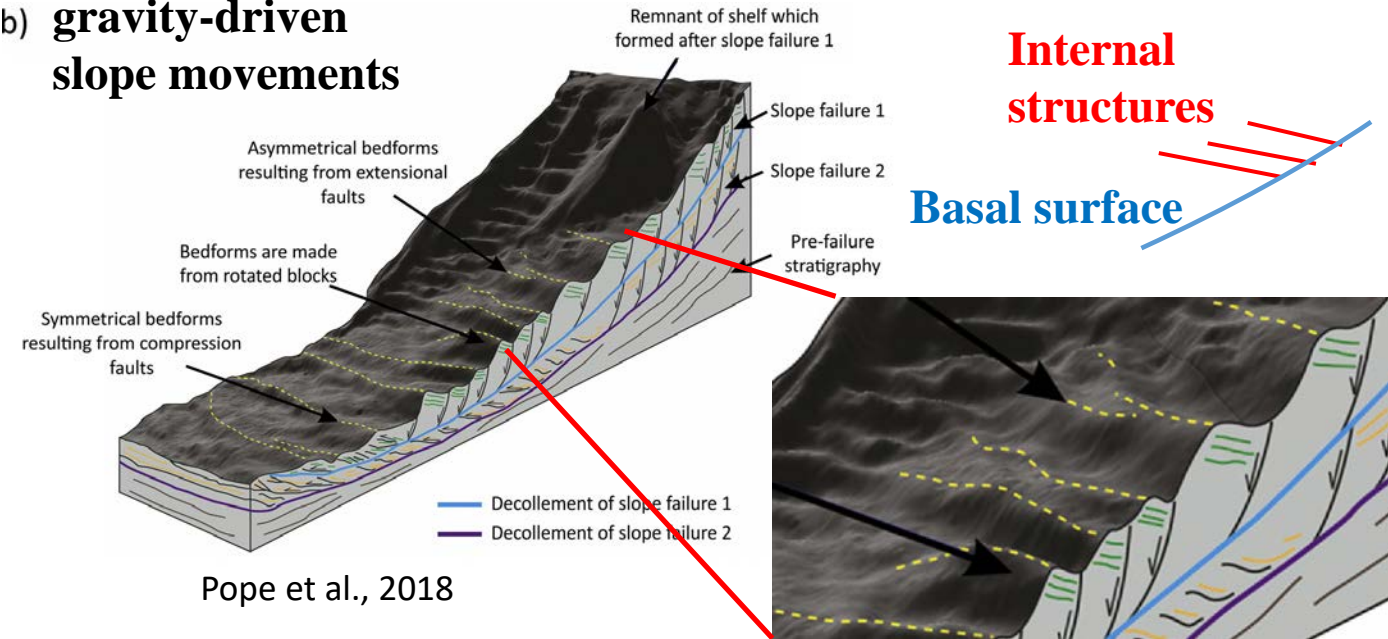 b) gravity-driven
slope movements
Remnant of shelf which
formed after slope failure 1
Slope failure 1
Slope failure 2
Pre-failure
stratigraphy
Asymmetrical bedforms
resulting from extensional
faults
Bedforms are made
from rotated blocks
Symmetrical bedforms
resulting from compression
faults
Decollement of slope failure 1
Decollement of slope failure 2
Pope et al., 2018
Internal
structures
Basal surface